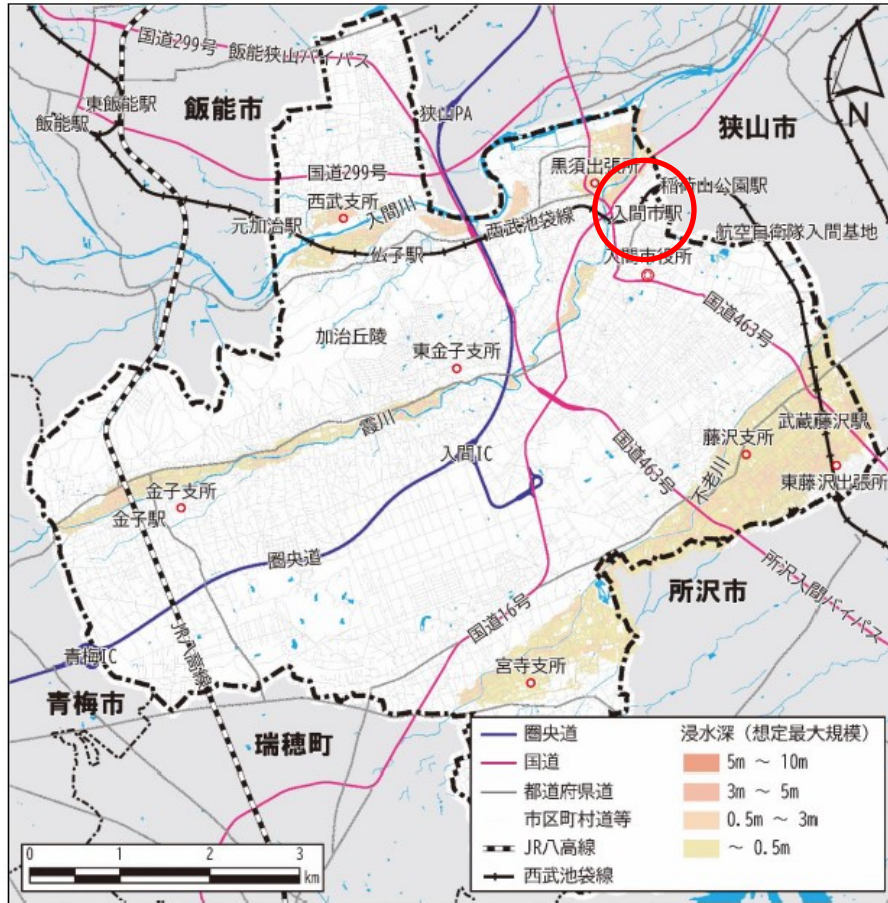 国道299号 飯能狭山バイパス
東飯能駅
飯能駅
飯能市
狭山PA
狭山市
N
国道299号
黒須出張所
稲荷山公園駅
西武支所
入間川
元加治駅
西武池袋線
入間市駅
航空自衛隊入間基地
仏子駅
入間市役所
国道463号
加治丘陵
東金子支所
霞川
入間IC
国道463号
藤沢支所
武蔵藤沢駅
不老川
東藤沢出張所
金子支所
金子駅
圏央道
国道16号
所沢市
所沢入間バイパス
JR八高線
青梅IC
宮寺支所
青梅市
瑞穂町
圏央道
国道
都道府県道
市区町村道等
JR八高線
西武池袋線
浸水深（想定最大規模）
5m ～ 10m
3m ～ 5m
0.5m ～ 3m
～ 0.5m
0 1 2 3
km